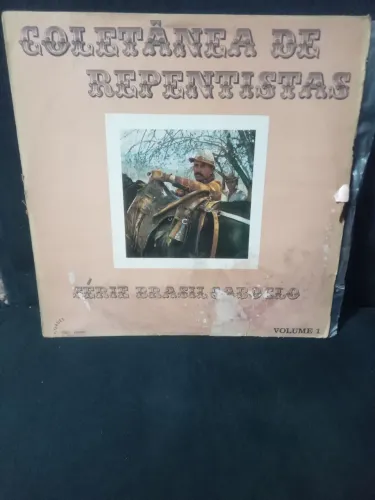 COLETÂNEA DE
REPENTISTAS
SÉRIE BRASIL CABOCLO
VOLUME 1